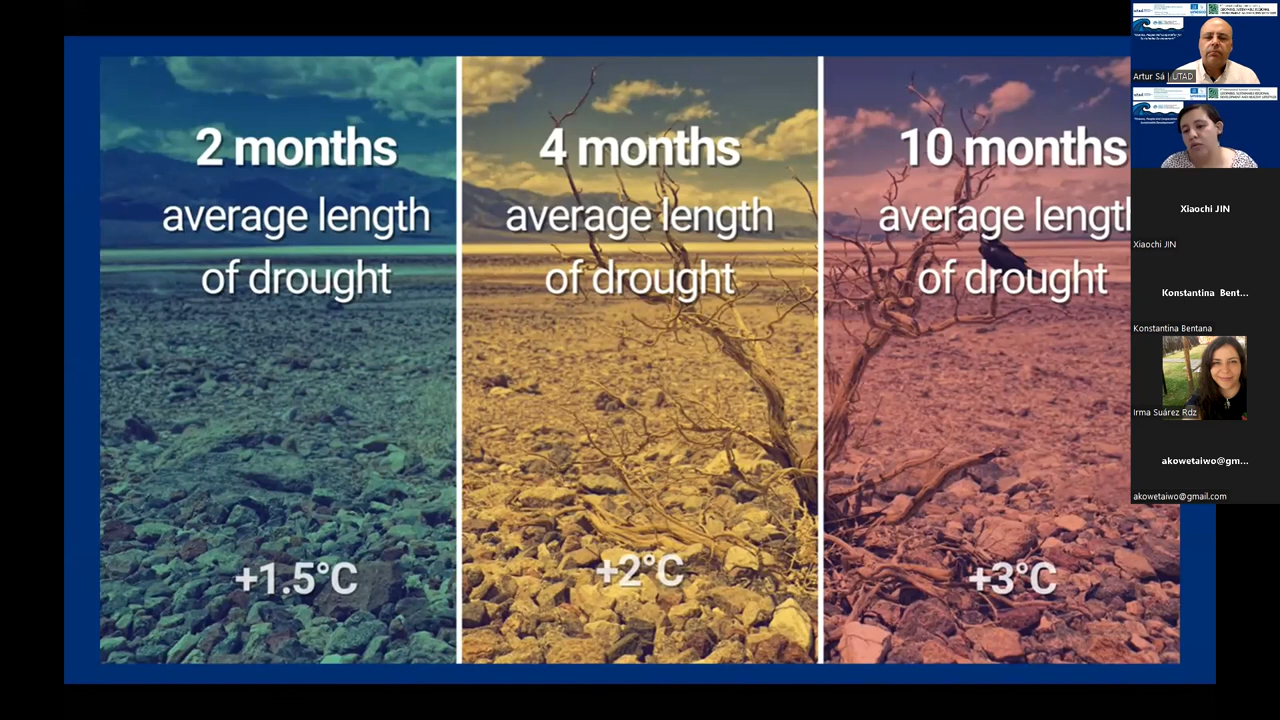 2 months
average length
of drought
+1.5°C
4 months
average length
of drought
+2°C
10 months
average lengt
of drought
+3°C
Artur Sá | UTAD
Xiaochi JIN
Xiaochi JIN
Konstantina Bent...
Konstantina Bentana
Irma Suárez Rdz
akowetaiwo@gm...
akowetaiwo@gmail.com